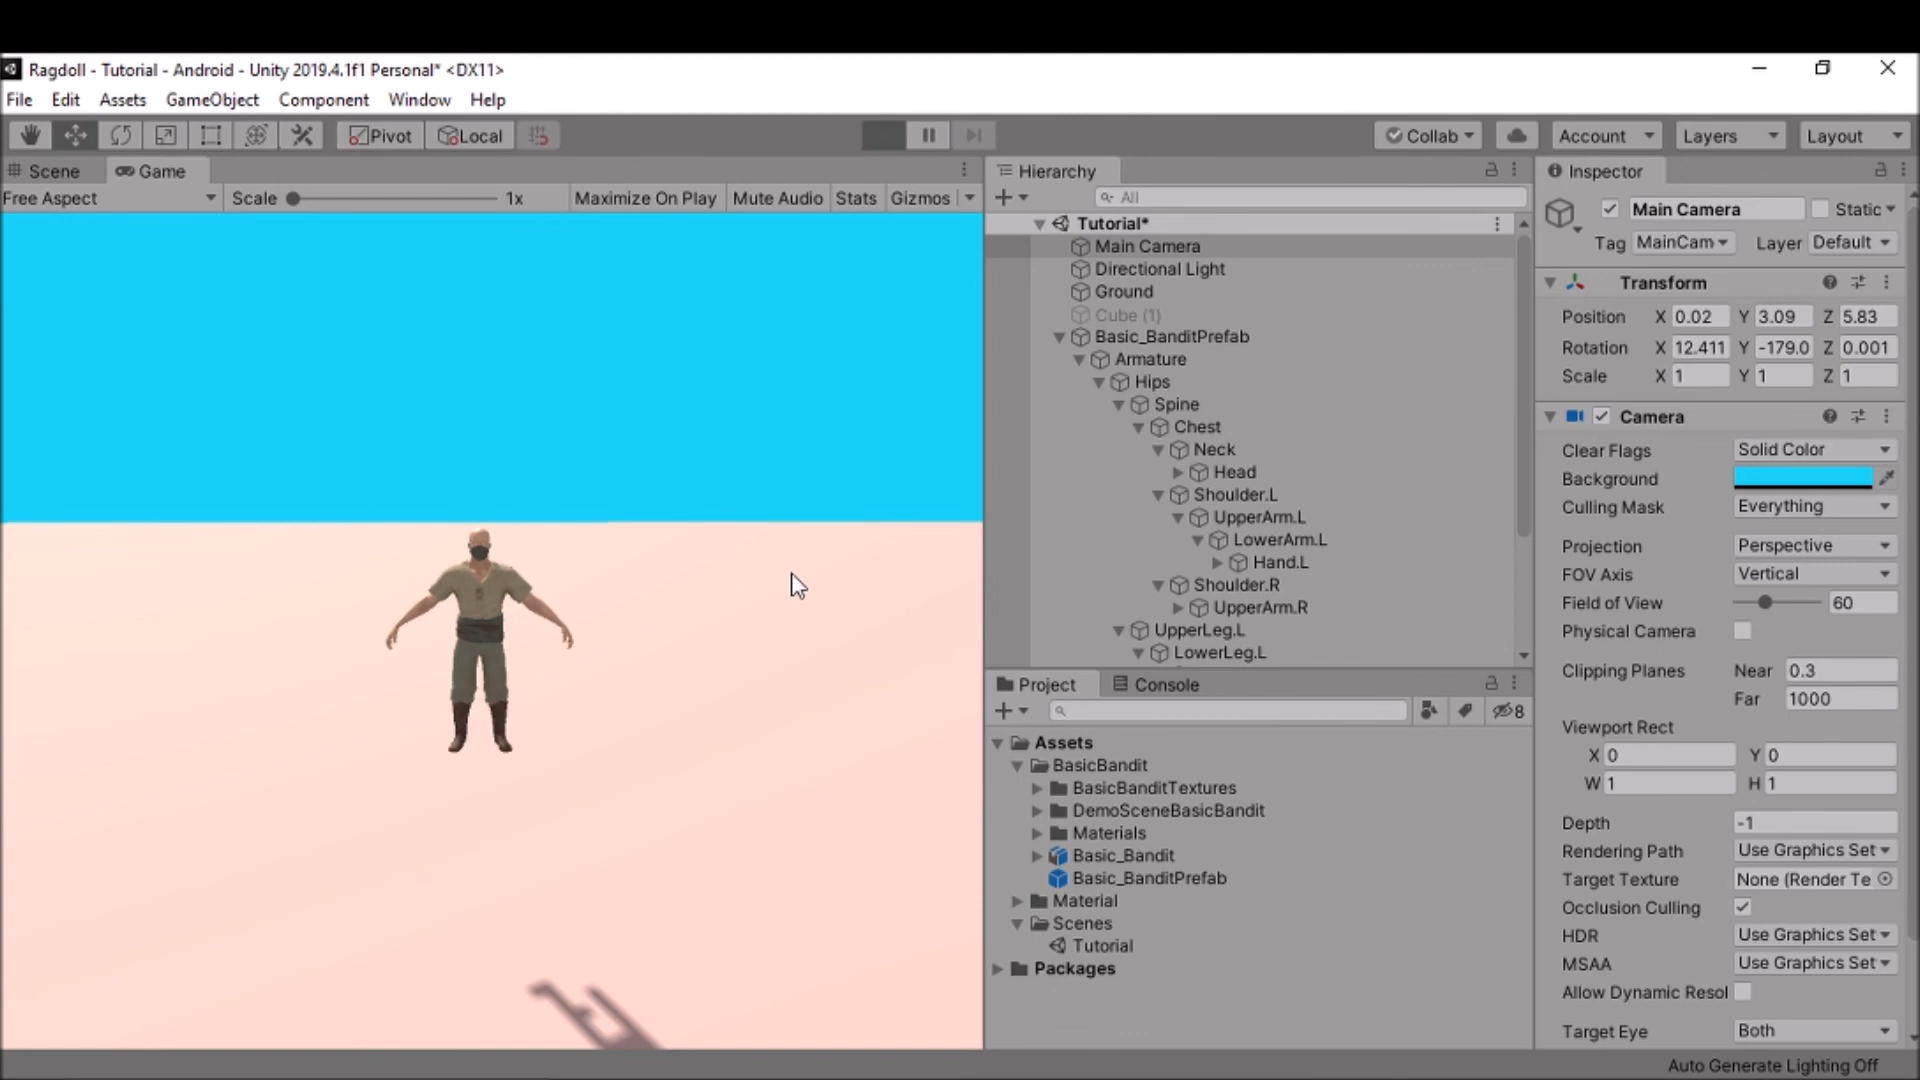 Ragdoll - Tutorial - Android - Unity 2019.4.1f1 Personal* <DX11>
File Edit Assets GameObject Component Window Help
Pivot Local Collab Account Layers Layout
Scene Game
Free Aspect Scale 1x Maximize On Play Mute Audio Stats Gizmos
Hierarchy
All
Tutorial*
Main Camera
Directional Light
Ground
Cube (1)
Basic_BanditPrefab
Armature
Hips
Spine
Chest
Neck
Head
Shoulder.L
UpperArm.L
LowerArm.L
Hand.L
Shoulder.R
UpperArm.R
UpperLeg.L
LowerLeg.L
Project Console
8
Assets
BasicBandit
BasicBanditTextures
DemoSceneBasicBandit
Materials
Basic_Bandit
Basic_BanditPrefab
Material
Scenes
Tutorial
Packages
Inspector
Main Camera Static
Tag MainCam Layer Default
Transform
Position X 0.02 Y 3.09 Z 5.83
Rotation X 12.411 Y -179.0 Z 0.001
Scale X 1 Y 1 Z 1
Camera
Clear Flags Solid Color
Background
Culling Mask Everything
Projection Perspective
FOV Axis Vertical
Field of View 60
Physical Camera
Clipping Planes Near 0.3
Far 1000
Viewport Rect
X 0 Y 0
W 1 H 1
Depth -1
Rendering Path Use Graphics Set
Target Texture None (Render Te
Occlusion Culling
HDR Use Graphics Set
MSAA Use Graphics Set
Allow Dynamic Resol
Target Eye Both
Auto Generate Lighting Off